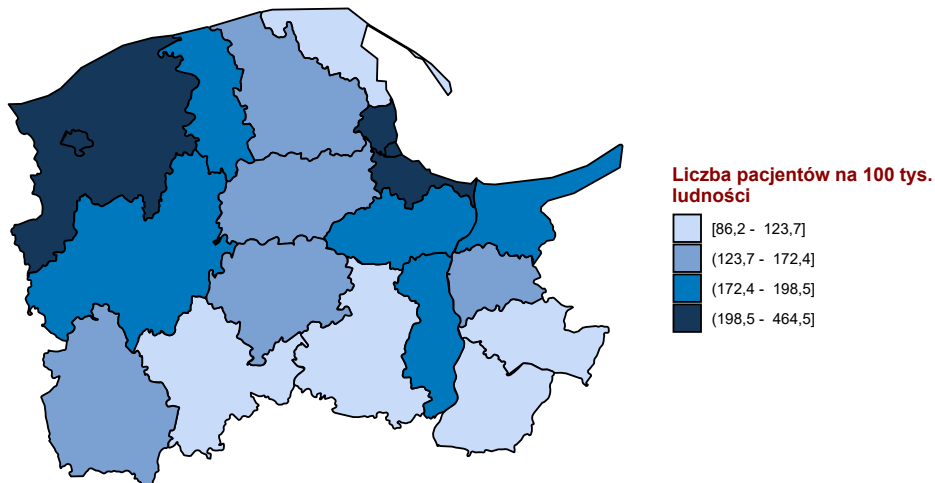 Liczba pacjentów na 100 tys.
ludności
[86,2 - 123,7]
(123,7 - 172,4]
(172,4 - 198,5]
(198,5 - 464,5]